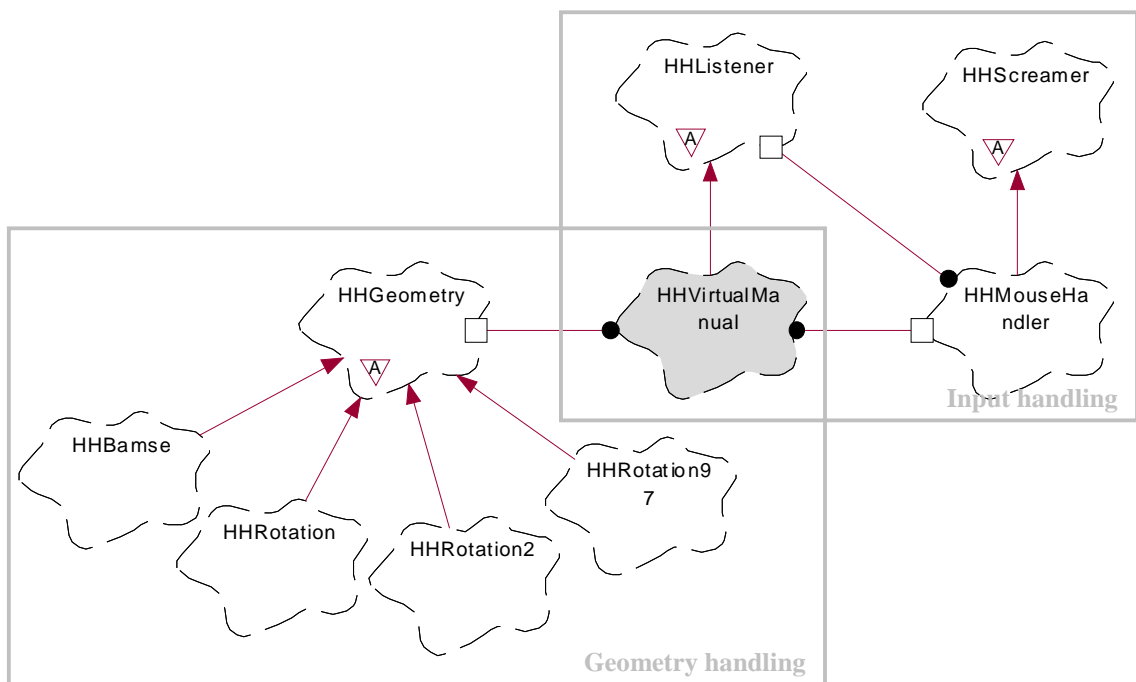 HHListener
HHScreamer
A
A
HHGeometry
HHVirtualMa
nual
HHMouseHa
ndler
A
Input handling
HHBamse
HHRotation9
7
HHRotation
HHRotation2
Geometry handling